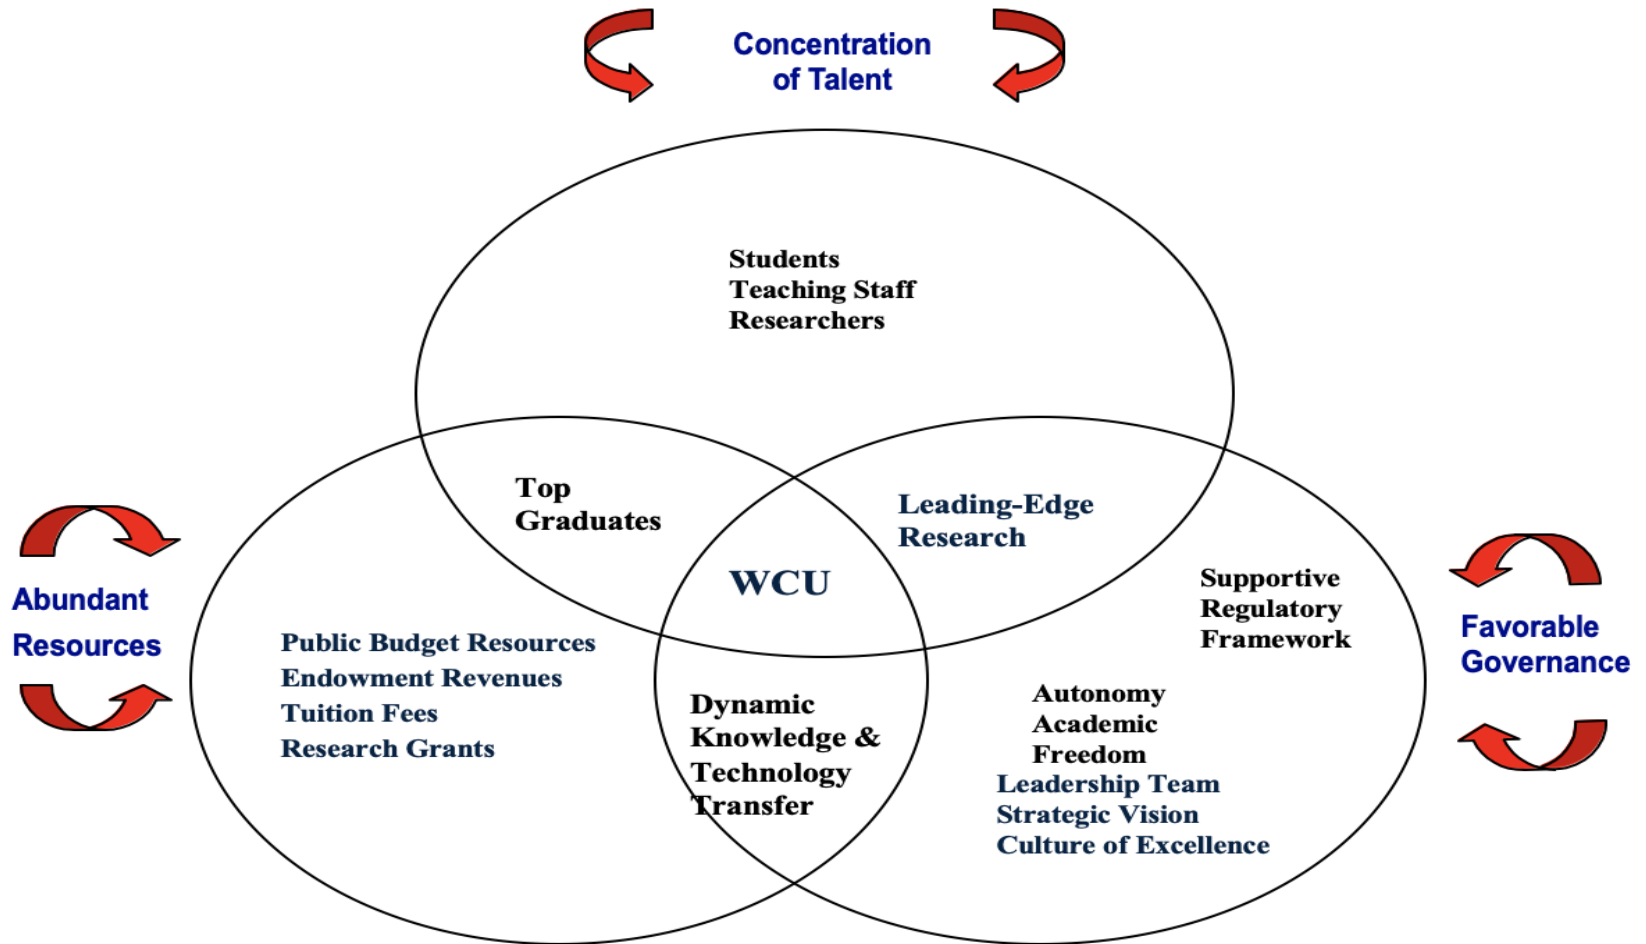 Concentration
of Talent
Students
Teaching Staff
Researchers
Top
Graduates
Leading-Edge
Research
WCU
Supportive
Regulatory
Framework
Abundant
Resources
Favorable
Governance
Public Budget Resources
Endowment Revenues
Tuition Fees
Research Grants
Dynamic
Knowledge &
Technology
Transfer
Autonomy
Academic
Freedom
Leadership Team
Strategic Vision
Culture of Excellence